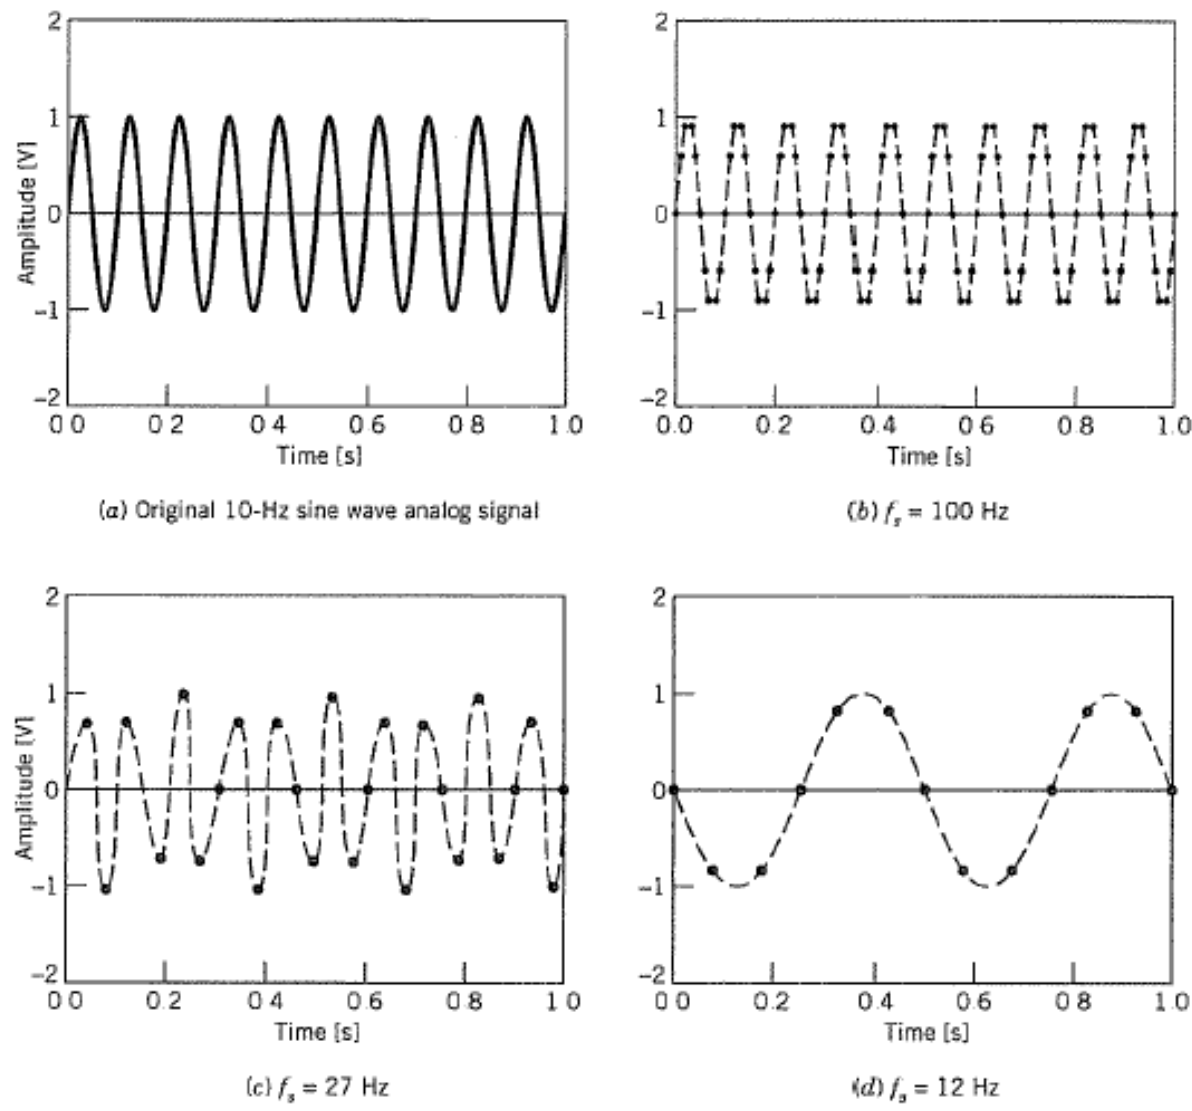 2
1
0
−1
−2
Amplitude [V]
0 0 0.2 0 4 0.6 0.8 1.0
Time [s]
(a) Original 10-Hz sine wave analog signal
2
1
0
−1
−2
0.0 0.2 0.4 0.6 0.8 1.0
Time [s]
(b) fs = 100 Hz
2
1
0
−1
−2
Amplitude [V]
0 0 0.2 0.4 0.6 0.8 1.0
Time [s]
(c) fs = 27 Hz
2
1
0
−1
−2
0 0 0.2 0.4 0.6 0.8 1.0
Time [s]
(d) fs = 12 Hz